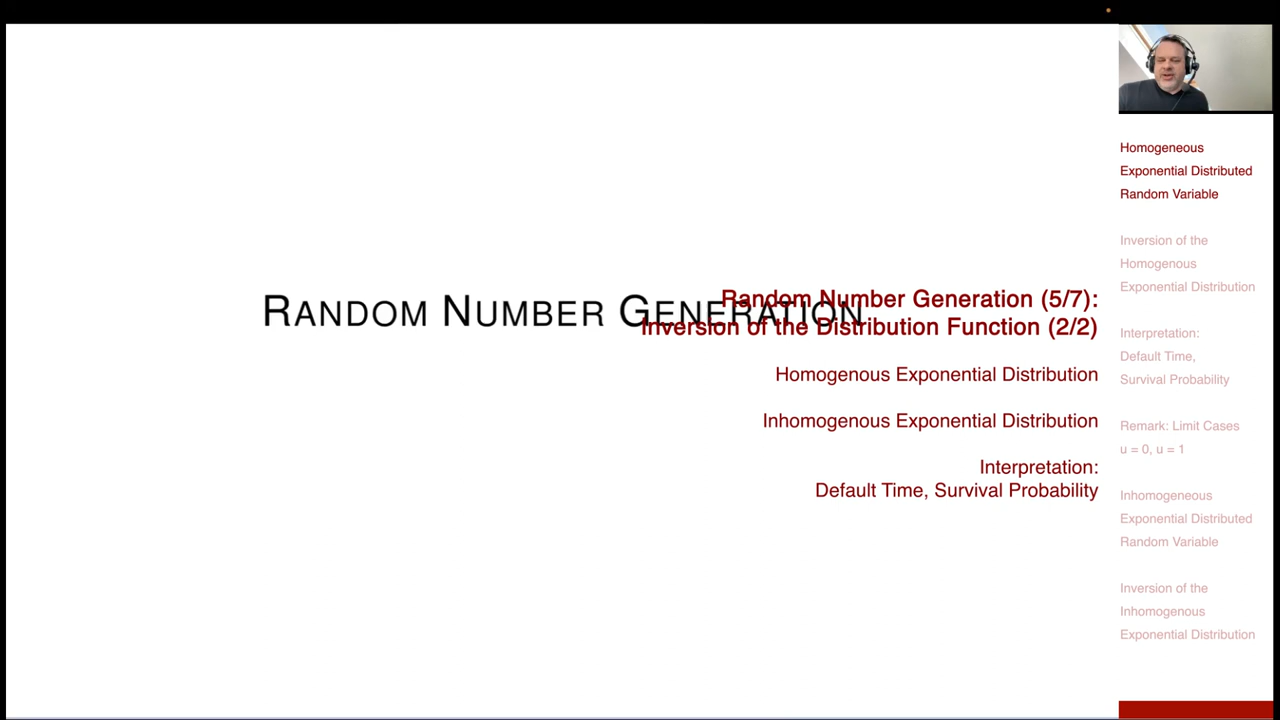 RANDOM NUMBER GENERATION
Random Number Generation (5/7):
Inversion of the Distribution Function (2/2)
Homogenous Exponential Distribution
Inhomogenous Exponential Distribution
Interpretation:
Default Time, Survival Probability
Homogeneous
Exponential Distributed
Random Variable
Inversion of the
Homogenous
Exponential Distribution
Interpretation:
Default Time,
Survival Probability
Remark: Limit Cases
u = 0, u = 1
Inhomogeneous
Exponential Distributed
Random Variable
Inversion of the
Inhomogenous
Exponential Distribution